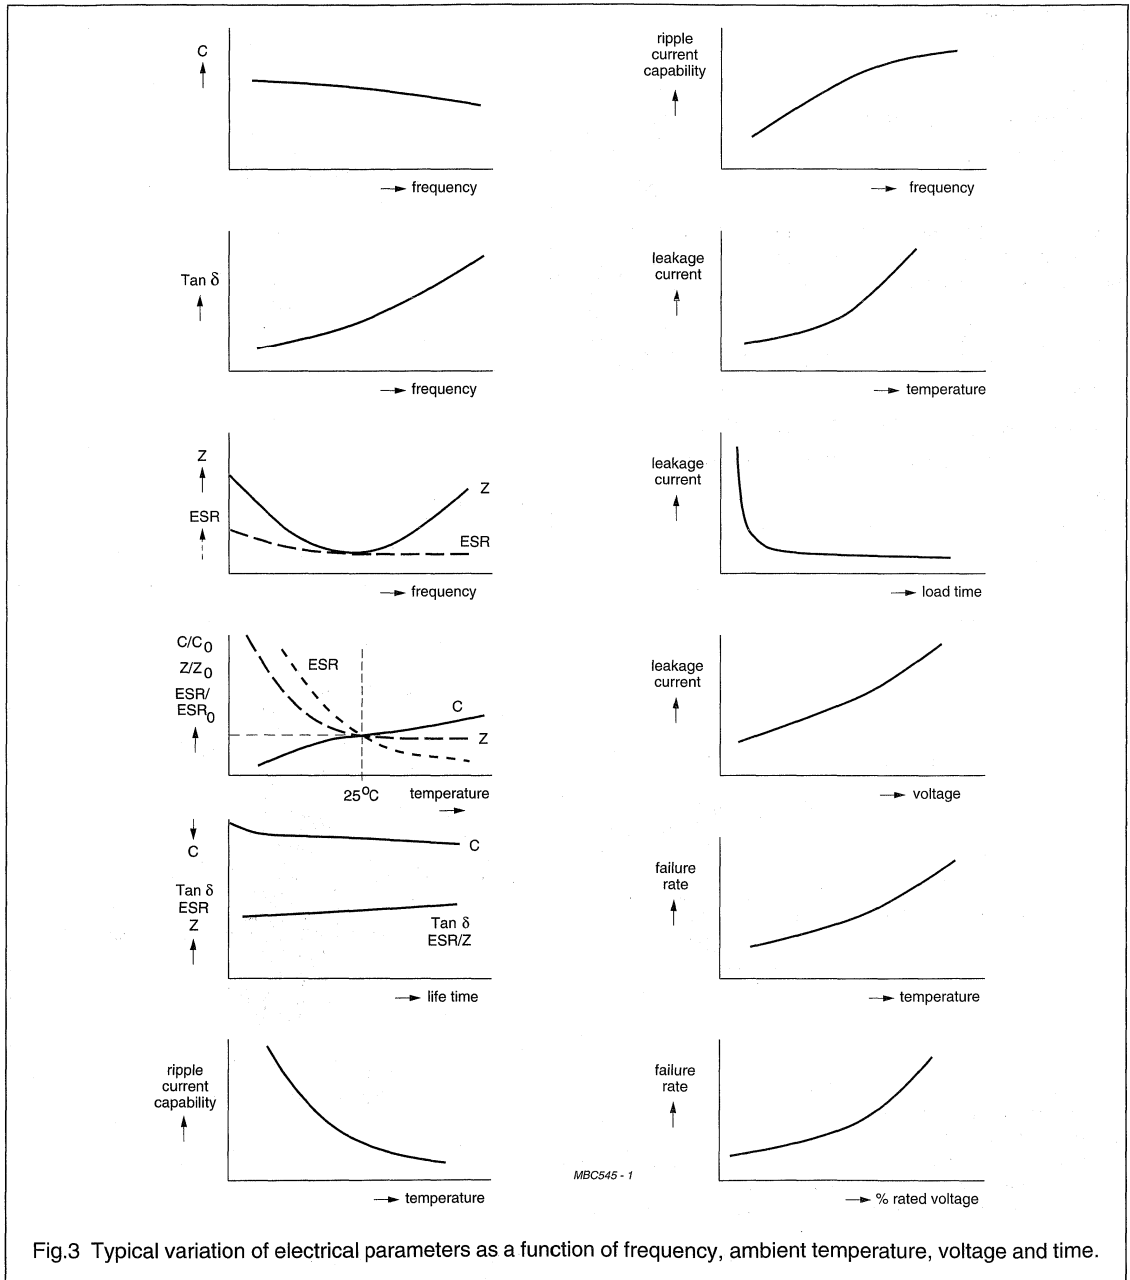 C
frequency
ripple
current
capability
frequency
Tan δ
frequency
leakage
current
temperature
Z
ESR
Z
ESR
frequency
leakage
current
load time
C/C0
Z/Z0
ESR/
ESR0
ESR
C
Z
25°C
temperature
leakage
current
voltage
C
Tan δ
ESR
Z
C
Tan δ
ESR/Z
life time
failure
rate
temperature
ripple
current
capability
temperature
failure
rate
% rated voltage
MBC545 - 1
Fig.3 Typical variation of electrical parameters as a function of frequency, ambient temperature, voltage and time.